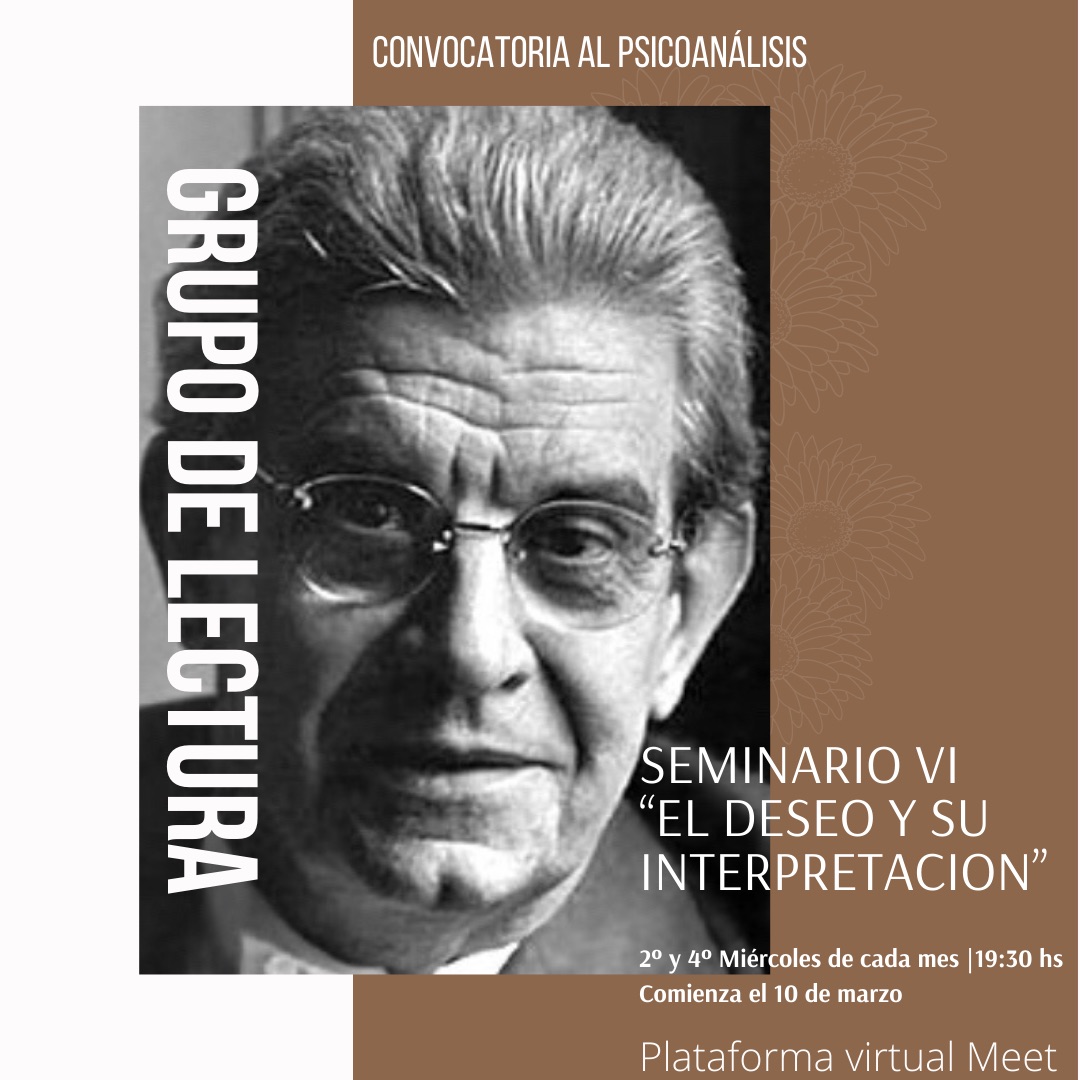 CONVOCATORIA AL PSICOANÁLISIS
GRUPO DE LECTURA
SEMINARIO VI
“EL DESEO Y SU
INTERPRETACION”
2º y 4º Miércoles de cada mes |19:30 hs
Comienza el 10 de marzo
Plataforma virtual Meet